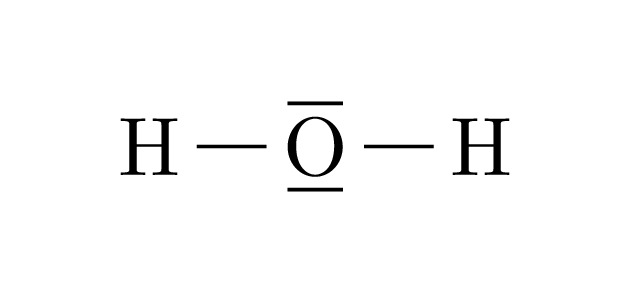 H — O — H